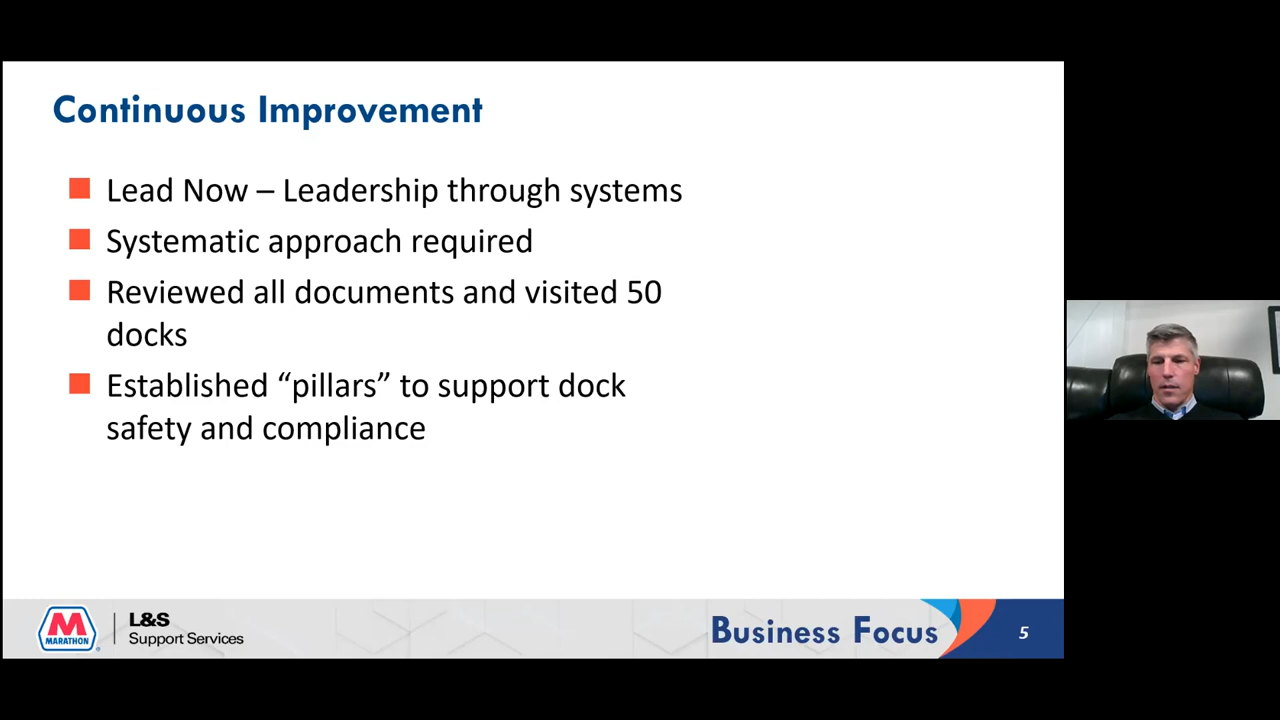 Continuous Improvement
Lead Now – Leadership through systems
Systematic approach required
Reviewed all documents and visited 50
docks
Established “pillars” to support dock
safety and compliance
M
MARATHON
L&S
Support Services
Business Focus
5